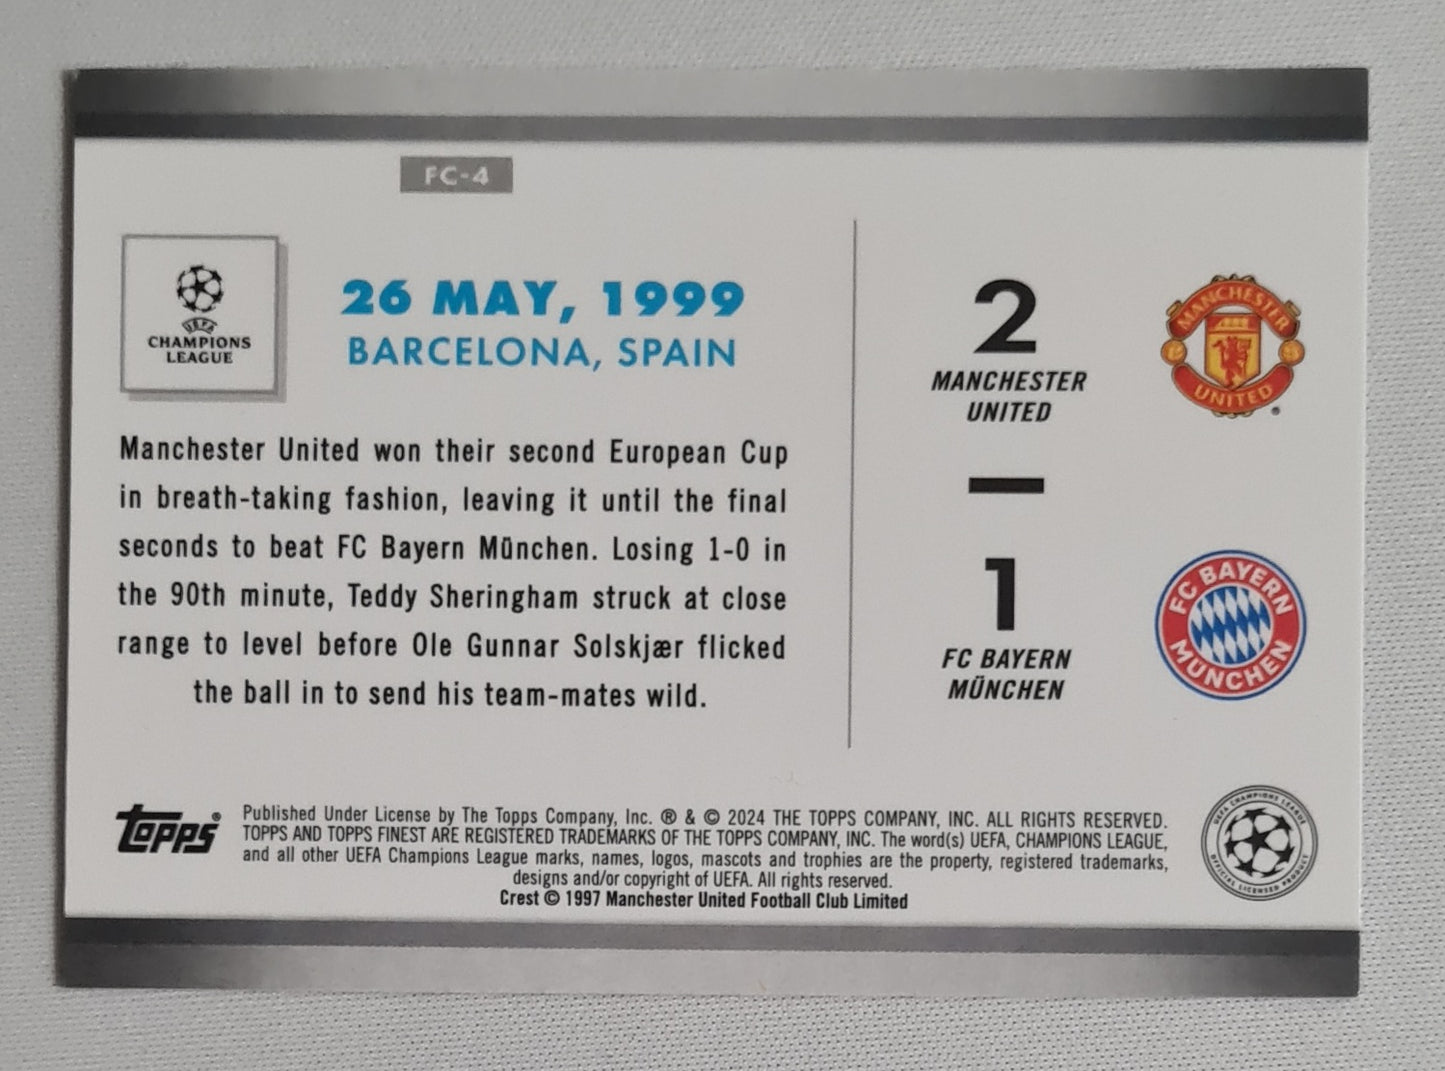 FC-4
UEFA
CHAMPIONS
LEAGUE
26 MAY, 1999
BARCELONA, SPAIN
Manchester United won their second European Cup
in breath-taking fashion, leaving it until the final
seconds to beat FC Bayern München. Losing 1-0 in
the 90th minute, Teddy Sheringham struck at close
range to level before Ole Gunnar Solskjær flicked
the ball in to send his team-mates wild.
2
MANCHESTER
UNITED
MANCHESTER
UNITED
®
—
1
FC BAYERN
MÜNCHEN
FC BAYERN
MÜNCHEN
topps®
Published Under License by The Topps Company, Inc. ® & © 2024 THE TOPPS COMPANY, INC. ALL RIGHTS RESERVED.
TOPPS AND TOPPS FINEST ARE REGISTERED TRADEMARKS OF THE TOPPS COMPANY, INC. The word(s) UEFA, CHAMPIONS LEAGUE,
and all other UEFA Champions League marks, names, logos, mascots and trophies are the property, registered trademarks,
designs and/or copyright of UEFA. All rights reserved.
Crest © 1997 Manchester United Football Club Limited
UEFA CHAMPIONS LEAGUE
OFFICIAL LICENSED PRODUCT